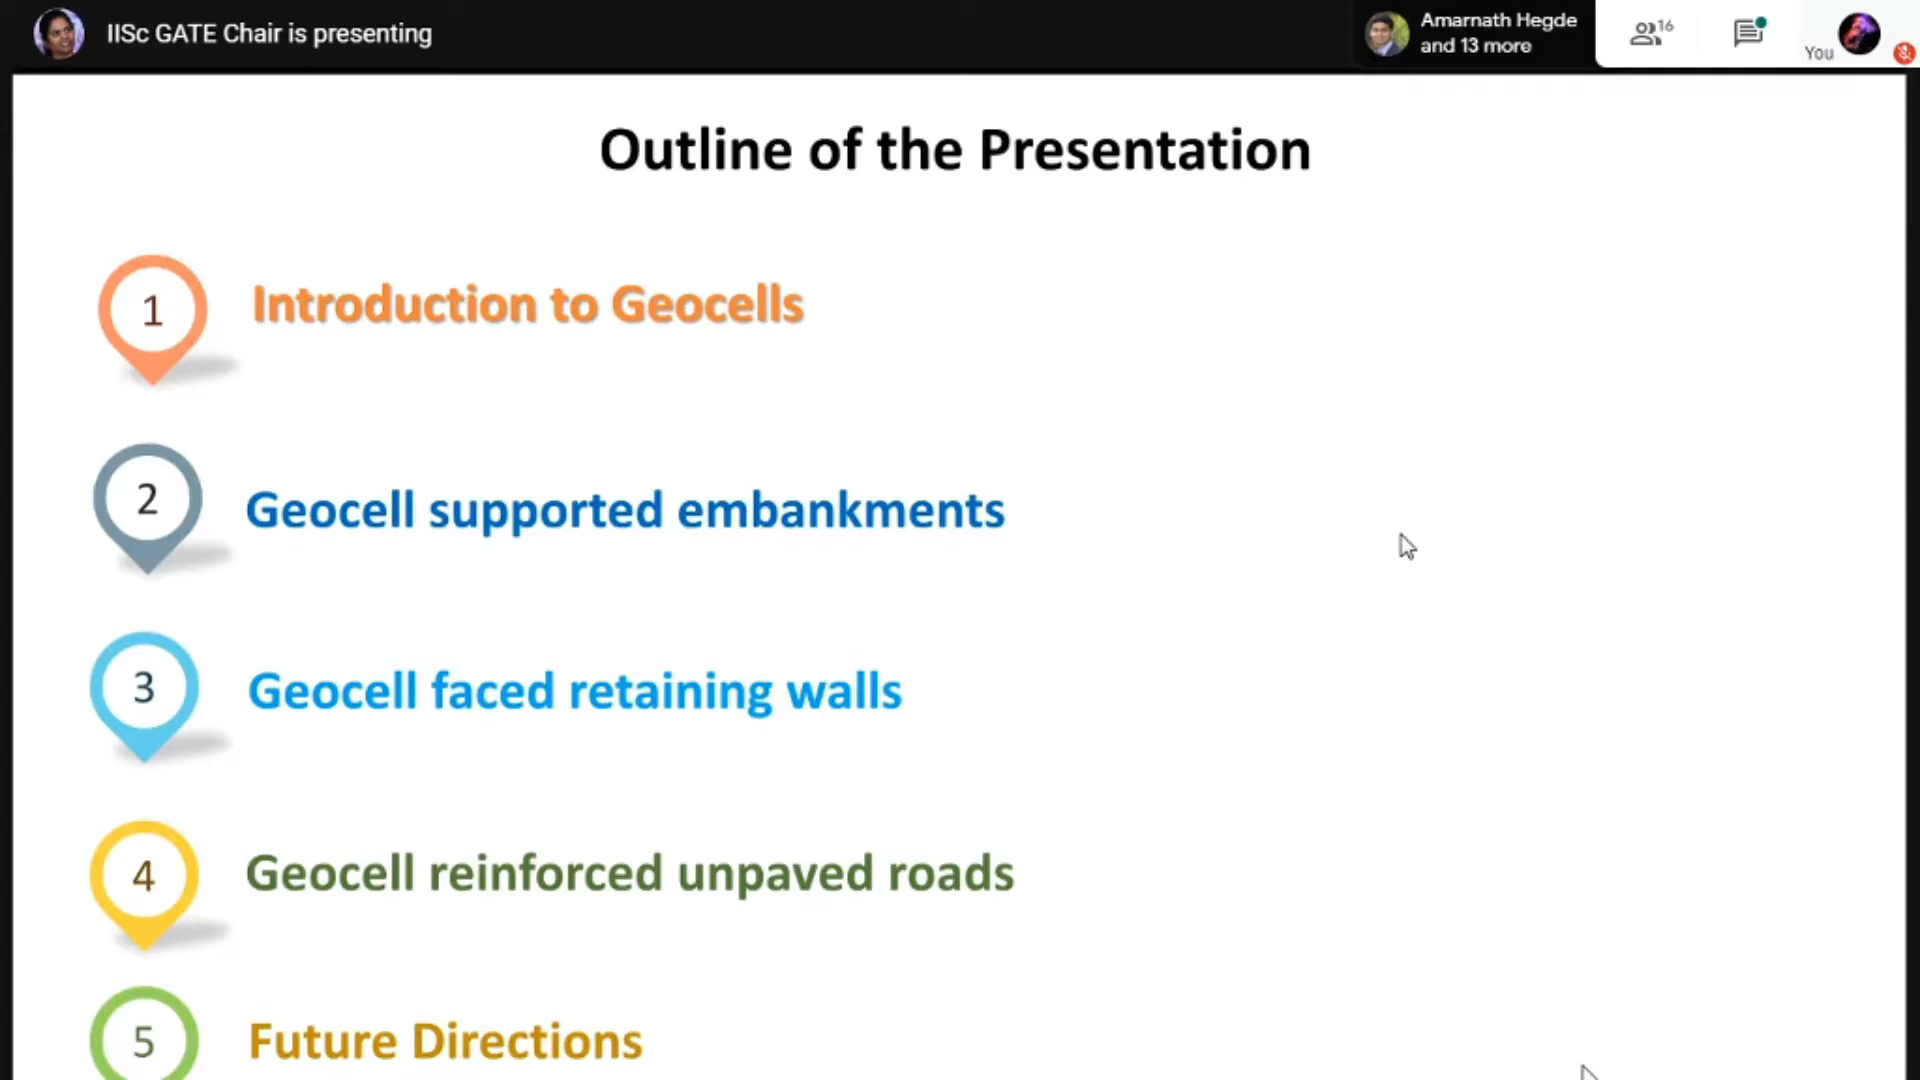 IISc GATE Chair is presenting
Amarnath Hegde
and 13 more
16
You
Outline of the Presentation
1
Introduction to Geocells
2
Geocell supported embankments
3
Geocell faced retaining walls
4
Geocell reinforced unpaved roads
5
Future Directions